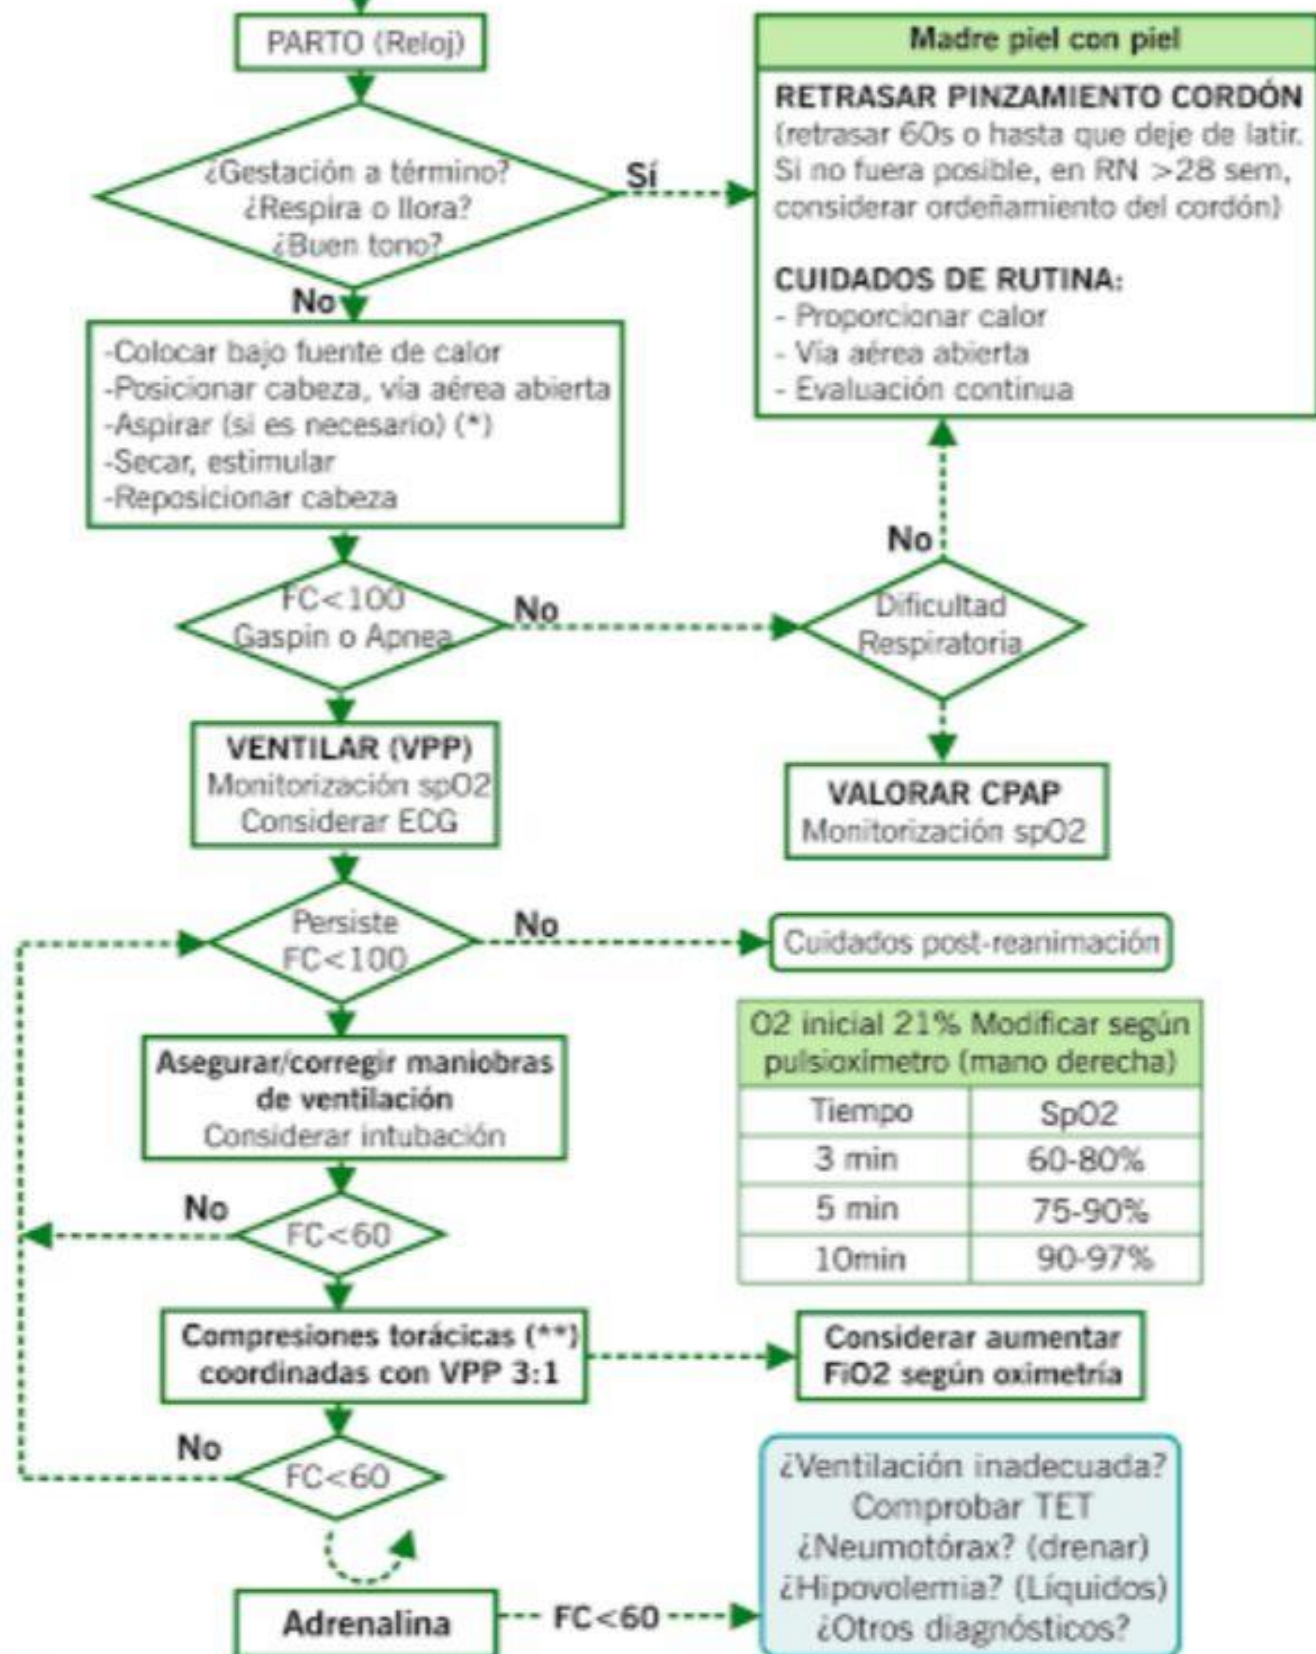 PARTO (Reloj)
Madre piel con piel
RETRASAR PINZAMIENTO CORDÓN
(retrasar 60s o hasta que deje de latir.
Si no fuera posible, en RN >28 sem,
considerar ordeñamiento del cordón)
CUIDADOS DE RUTINA:
- Proporcionar calor
- Vía aérea abierta
- Evaluación continua
¿Gestación a término?
¿Respira o llora?
¿Buen tono?
Sí
No
-Colocar bajo fuente de calor
-Posicionar cabeza, vía aérea abierta
-Aspirar (si es necesario) (*)
-Secar, estimular
-Reposicionar cabeza
FC<100
Gaspin o Apnea
No
Dificultad
Respiratoria
No
VENTILAR (VPP)
Monitorización spO2
Considerar ECG
VALORAR CPAP
Monitorización spO2
Persiste
FC<100
No
Cuidados post-reanimación
Asegurar/corregir maniobras
de ventilación
Considerar intubación
O2 inicial 21% Modificar según
pulsioxímetro (mano derecha)
Tiempo SpO2
3 min 60-80%
5 min 75-90%
10min 90-97%
No
FC<60
Compresiones torácicas (**)
coordinadas con VPP 3:1
Considerar aumentar
FiO2 según oximetría
No
FC<60
Adrenalina
FC<60
¿Ventilación inadecuada?
Comprobar TET
¿Neumotórax? (drenar)
¿Hipovolemia? (Líquidos)
¿Otros diagnósticos?